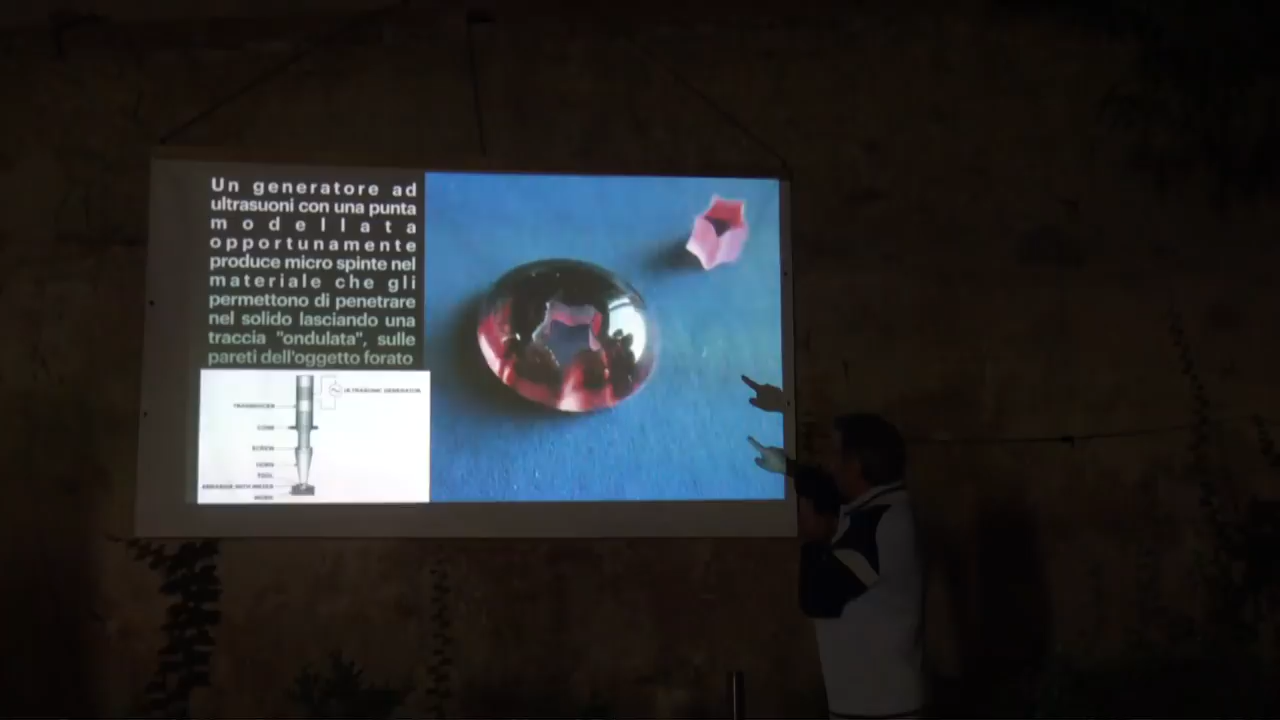 Un generatore ad
ultrasuoni con una punta
modellata
opportunamente
produce micro spinte nel
materiale che gli
permettono di penetrare
nel solido lasciando una
traccia "ondulata", sulle
pareti dell'oggetto forato
ULTRASONIC GENERATOR
TRANSDUCER
CONE
SCREW
HORN
TOOL
WORK